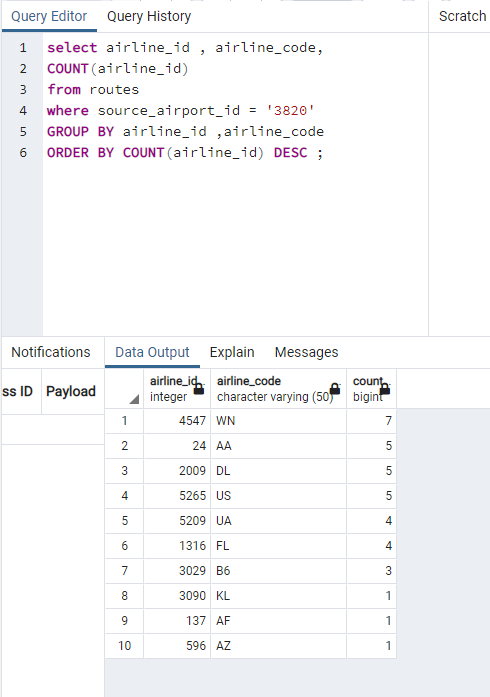 Query Editor Query History Scratch
1 select airline_id , airline_code,
2 COUNT(airline_id)
3 from routes
4 where source_airport_id = '3820'
5 GROUP BY airline_id ,airline_code
6 ORDER BY COUNT(airline_id) DESC ;
Notifications Data Output Explain Messages
ss ID Payload
airline_id airline_code count
integer character varying (50) bigint
1 4547 WN 7
2 24 AA 5
3 2009 DL 5
4 5265 US 5
5 5209 UA 4
6 1316 FL 4
7 3029 B6 3
8 3090 KL 1
9 137 AF 1
10 596 AZ 1